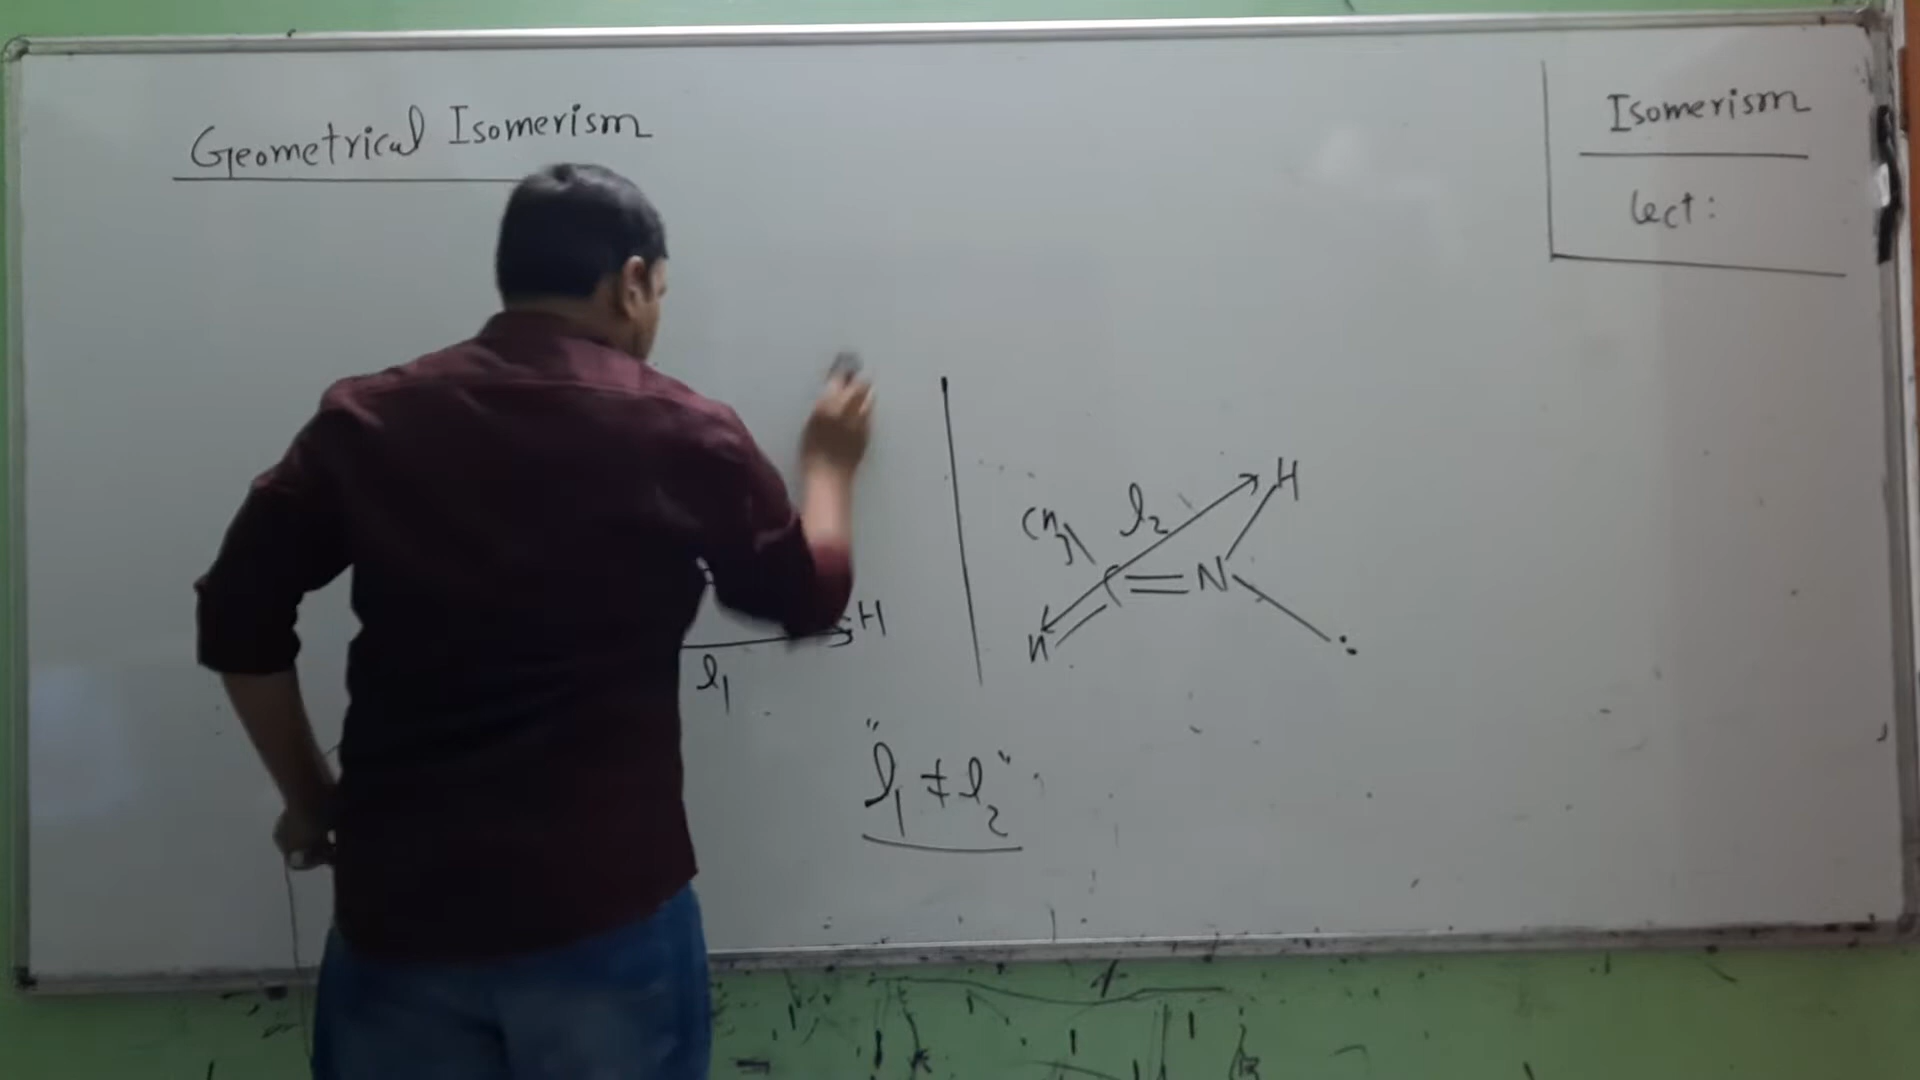 Geometrical Isomerism
Isomerism
Lect:
H
l1
CH3
l2
H
C=N
H
:
"l1 ≠ l2"